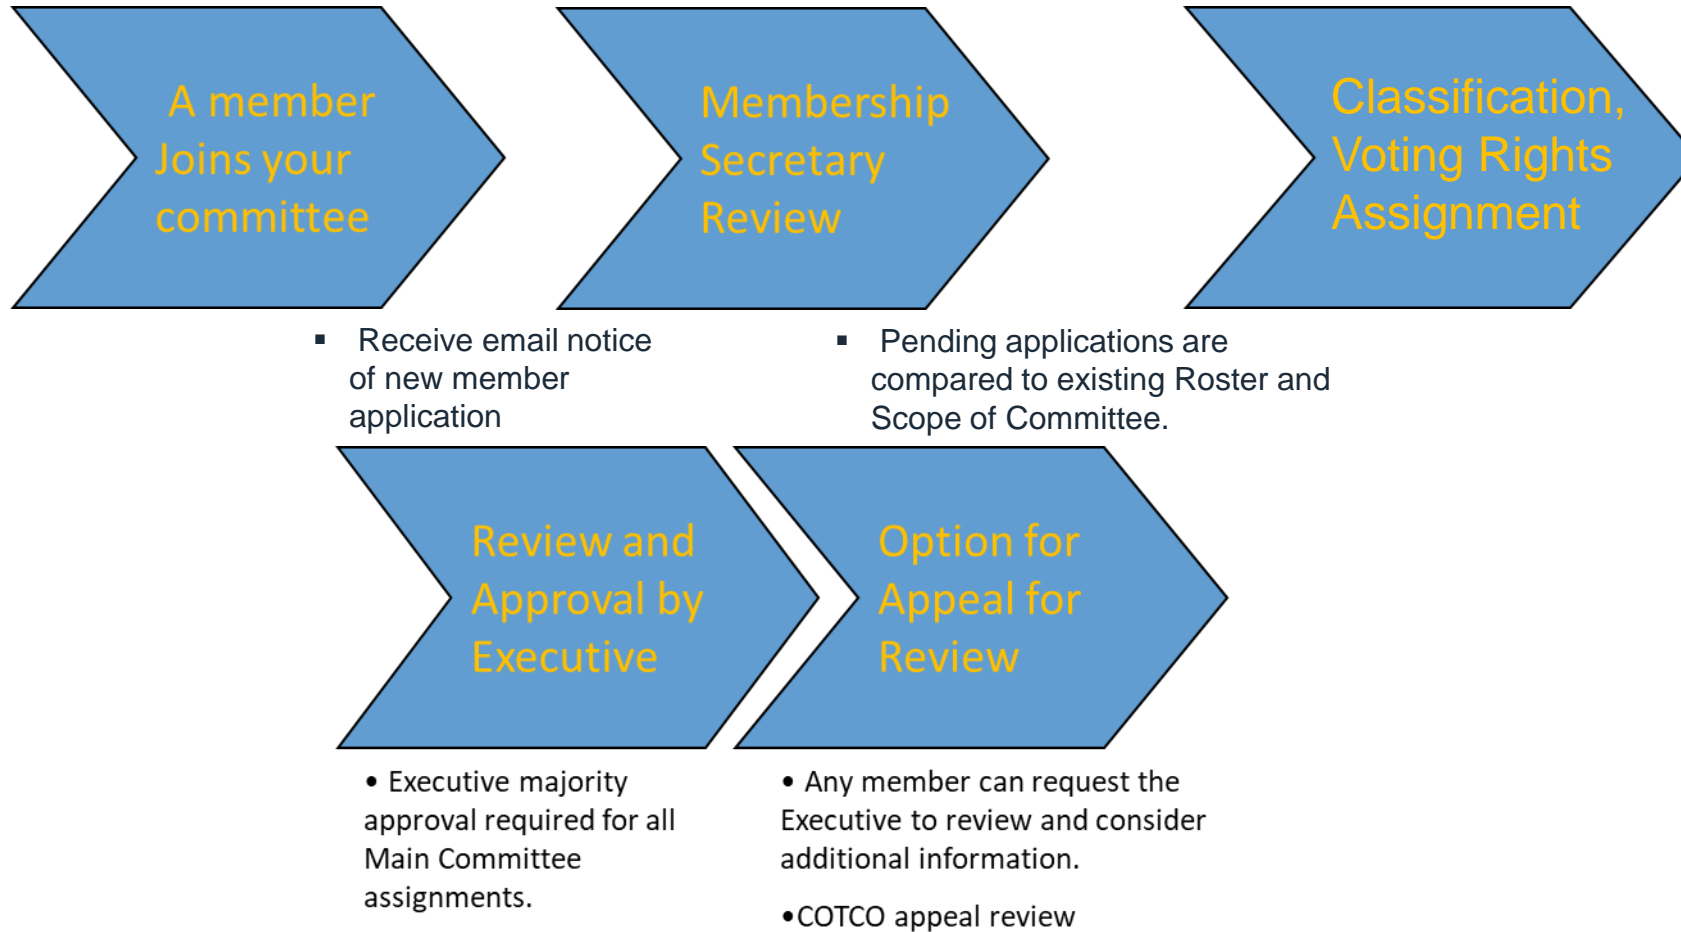 A member
Joins your
committee
Membership
Secretary
Review
Classification,
Voting Rights
Assignment
▪ Receive email notice
of new member
application
▪ Pending applications are
compared to existing Roster and
Scope of Committee.
Review and
Approval by
Executive
Option for
Appeal for
Review
• Executive majority
approval required for all
Main Committee
assignments.
• Any member can request the
Executive to review and consider
additional information.
•COTCO appeal review